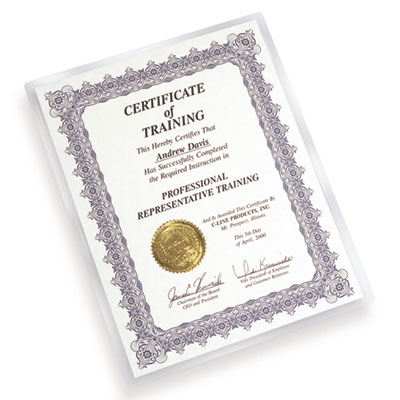 CERTIFICATE
of
TRAINING
This Hereby Certifies That
Andrew Davis
Has Successfully Completed
the Required Instruction in
PROFESSIONAL
REPRESENTATIVE TRAINING
And Is Awarded This Certificate By
C-LINE PRODUCTS, INC.
Mt. Prospect, Illinois
This 5th Day
of April, 2000
Chairman of the Board
CEO and President
Vice President of Employee
and Customer Relations